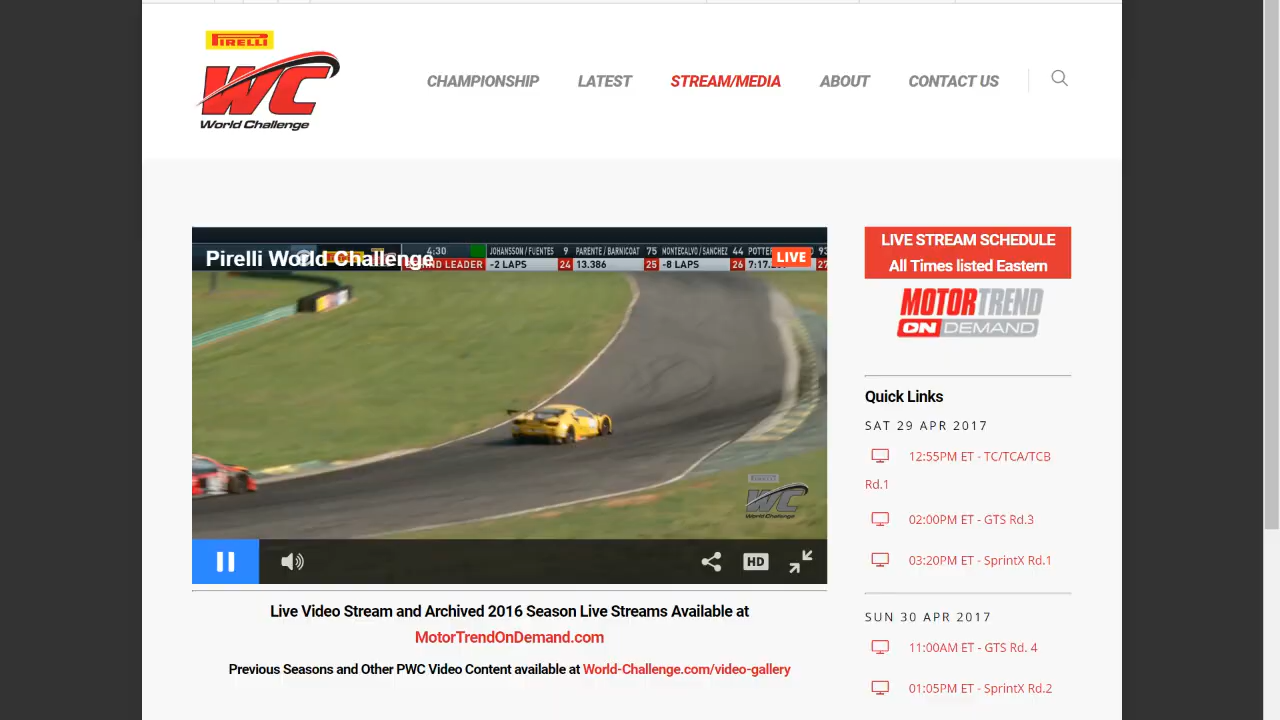 PIRELLI
WC
World Challenge
CHAMPIONSHIP
LATEST
STREAM/MEDIA
ABOUT
CONTACT US
Pirelli World Challenge
4:30
LEADER
JOHANSSON / FUENTES
-2 LAPS
9
24
PARENTE / BARNICOAT
13.386
75
25
MONTECALVO / SANCHEZ
-8 LAPS
44
26
93
27
LIVE
PIRELLI
WC
World Challenge
HD
Live Video Stream and Archived 2016 Season Live Streams Available at
MotorTrendOnDemand.com
Previous Seasons and Other PWC Video Content available at World-Challenge.com/video-gallery
LIVE STREAM SCHEDULE
All Times listed Eastern
MOTORTREND
ON DEMAND
Quick Links
SAT 29 APR 2017
12:55PM ET - TC/TCA/TCB
Rd.1
02:00PM ET - GTS Rd.3
03:20PM ET - SprintX Rd.1
SUN 30 APR 2017
11:00AM ET - GTS Rd. 4
01:05PM ET - SprintX Rd.2